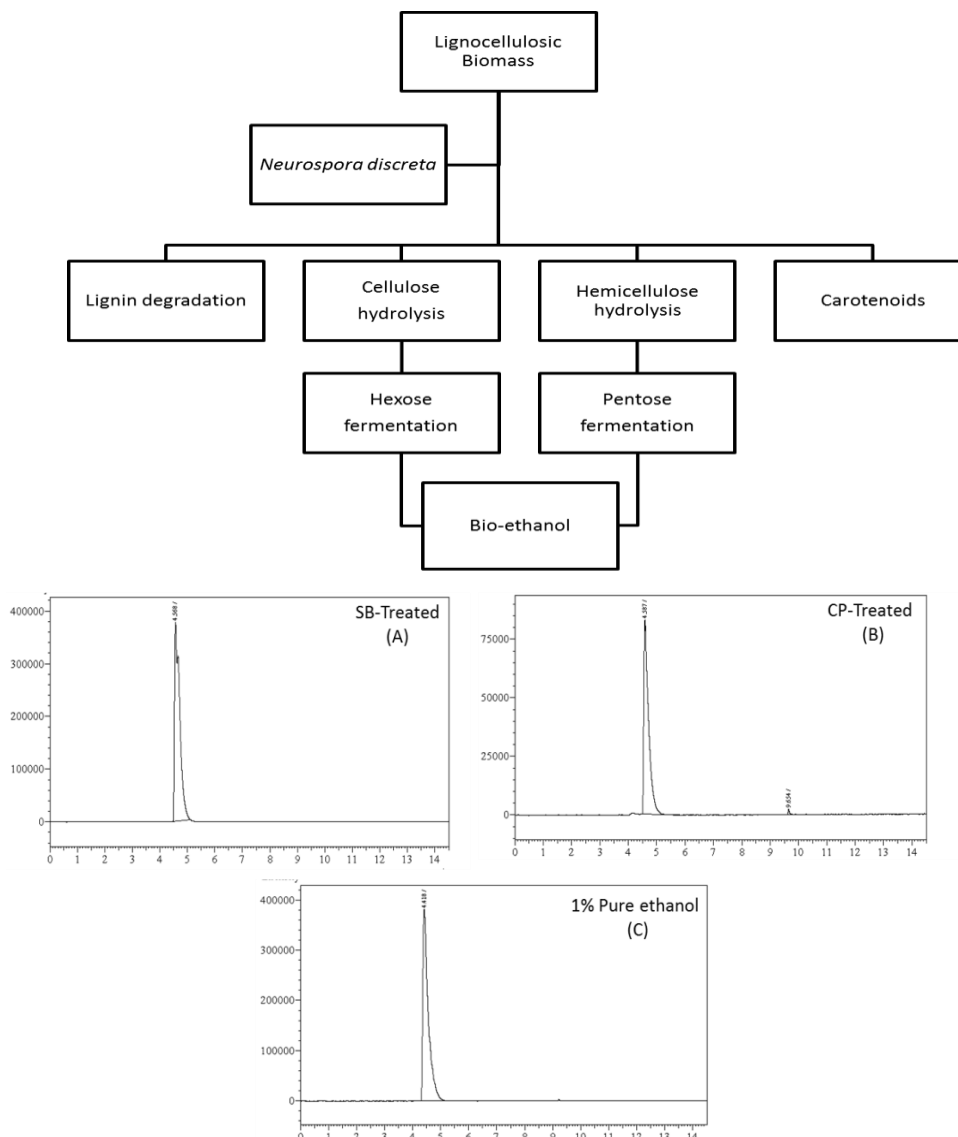 Lignocellulosic
Biomass
Neurospora discreta
Lignin degradation
Cellulose
hydrolysis
Hemicellulose
hydrolysis
Carotenoids
Hexose
fermentation
Pentose
fermentation
Bio-ethanol
SB-Treated
(A)
400000
300000
200000
100000
0
0 1 2 3 4 5 6 7 8 9 10 11 12 13 14
CP-Treated
(B)
75000
50000
25000
0
0 1 2 3 4 5 6 7 8 9 10 11 12 13 14
1% Pure ethanol
(C)
400000
300000
200000
100000
0
0 1 2 3 4 5 6 7 8 9 10 11 12 13 14